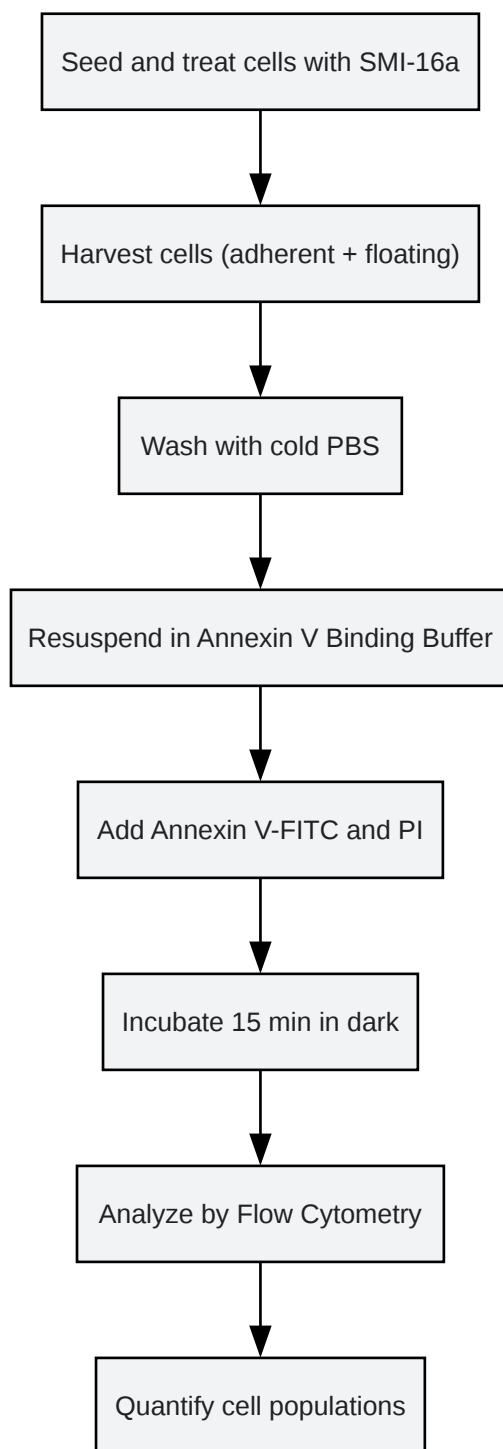 Seed and treat cells with SMI-16a
Harvest cells (adherent + floating)
Wash with cold PBS
Resuspend in Annexin V Binding Buffer
Add Annexin V-FITC and PI
Incubate 15 min in dark
Analyze by Flow Cytometry
Quantify cell populations